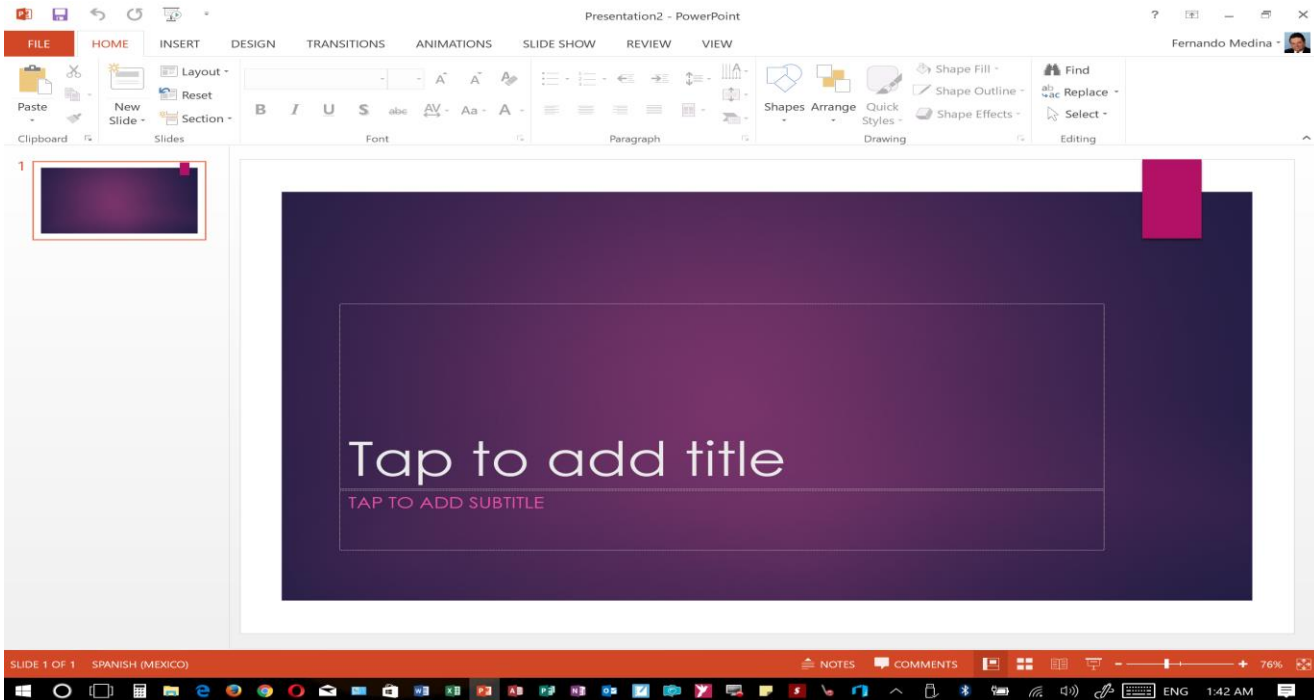 Presentation2 - PowerPoint
FILE HOME INSERT DESIGN TRANSITIONS ANIMATIONS SLIDE SHOW REVIEW VIEW Fernando Medina
Paste
New Slide
Layout
Reset
Section
B I U S abc AV Aa A
Shapes Arrange Quick Styles
Shape Fill
Shape Outline
Shape Effects
Find
Replace
Select
Clipboard Slides Font Paragraph Drawing Editing
1
Tap to add title
TAP TO ADD SUBTITLE
SLIDE 1 OF 1 SPANISH (MEXICO) NOTES COMMENTS 76%
ENG 1:42 AM